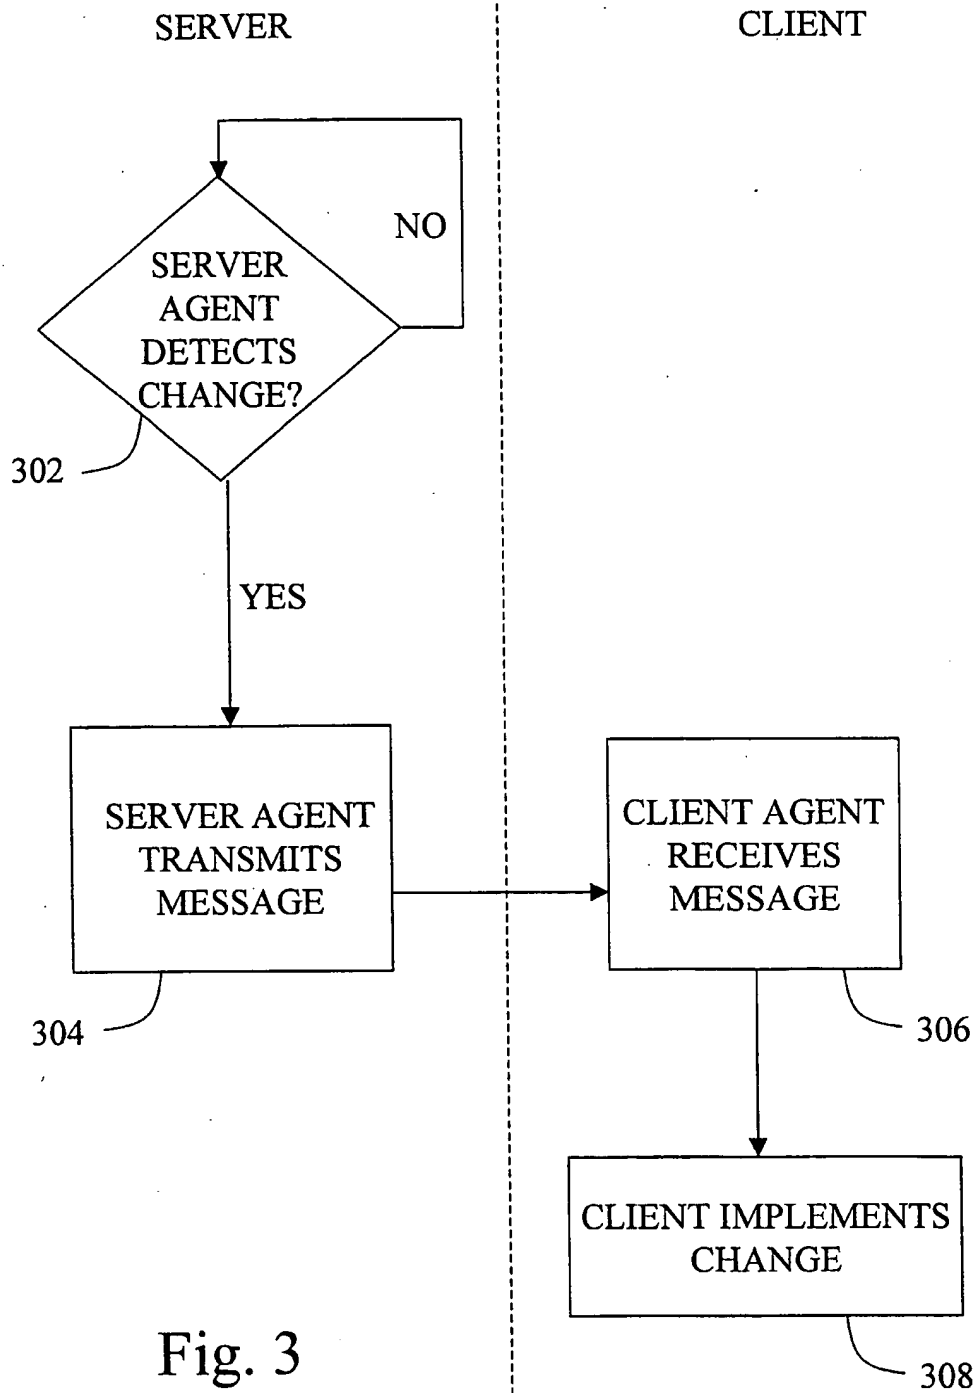 SERVER
CLIENT
NO
SERVER
AGENT
DETECTS
CHANGE?
302
YES
SERVER AGENT
TRANSMITS
MESSAGE
304
CLIENT AGENT
RECEIVES
MESSAGE
306
CLIENT IMPLEMENTS
CHANGE
308
Fig. 3